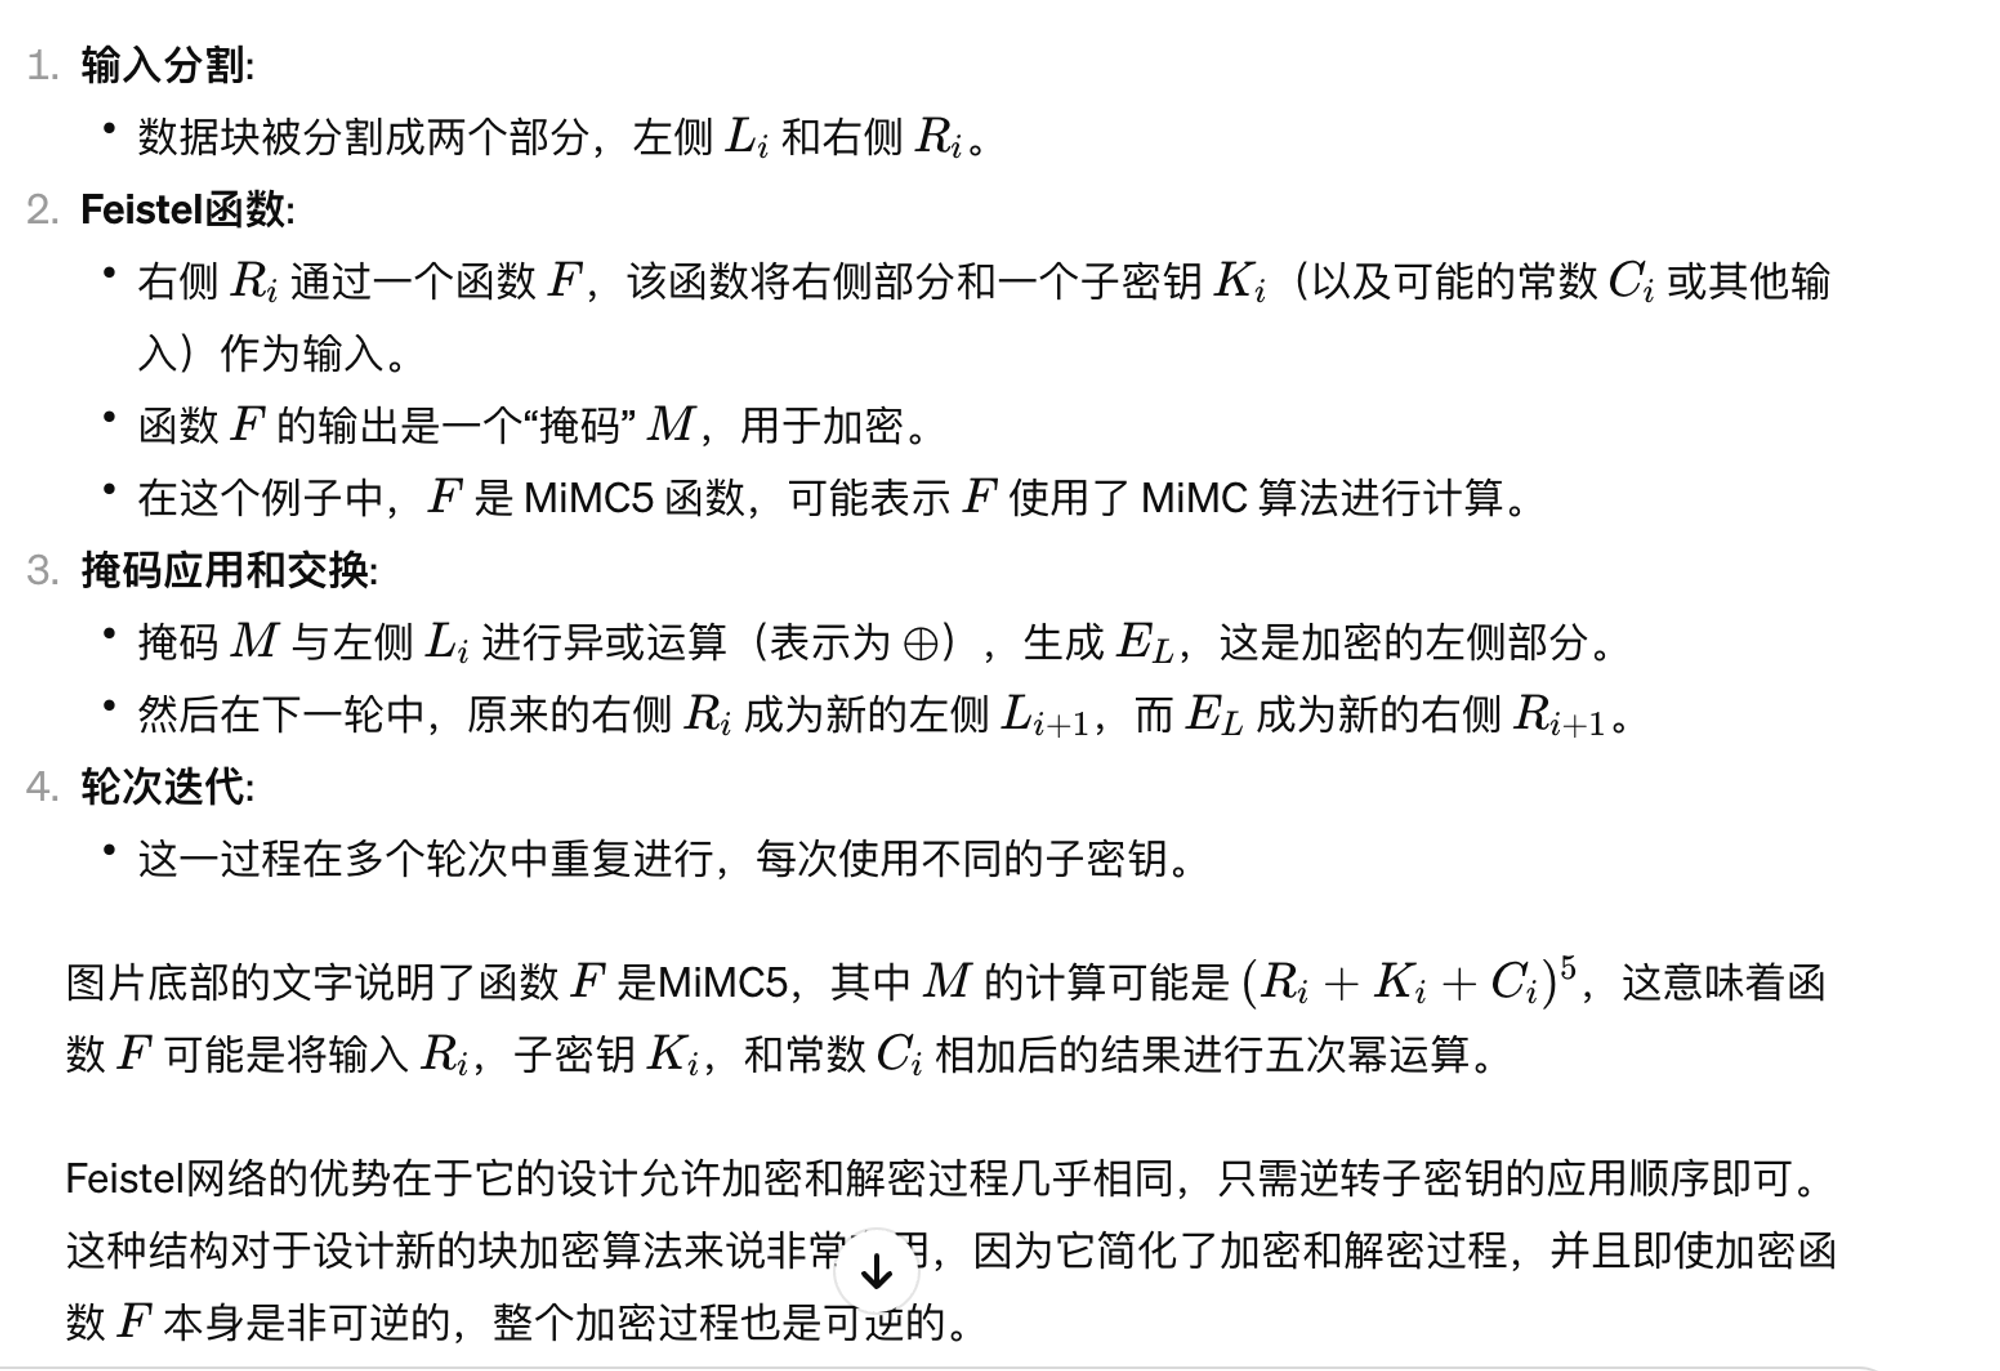 1. 输入分割:
• 数据块被分割成两个部分，左侧 Lᵢ 和右侧 Rᵢ。
2. Feistel函数:
• 右侧 Rᵢ 通过一个函数 F，该函数将右侧部分和一个子密钥 Kᵢ（以及可能的常数 Cᵢ 或其他输
入）作为输入。
• 函数 F 的输出是一个“掩码” M，用于加密。
• 在这个例子中，F 是 MiMC5 函数，可能表示 F 使用了 MiMC 算法进行计算。
3. 掩码应用和交换:
• 掩码 M 与左侧 Lᵢ 进行异或运算（表示为 ⊕），生成 E_L，这是加密的左侧部分。
• 然后在下一轮中，原来的右侧 Rᵢ 成为新的左侧 Lᵢ₊₁，而 E_L 成为新的右侧 Rᵢ₊₁。
4. 轮次迭代:
• 这一过程在多个轮次中重复进行，每次使用不同的子密钥。
图片底部的文字说明了函数 F 是MiMC5，其中 M 的计算可能是 (Rᵢ + Kᵢ + Cᵢ)⁵，这意味着函
数 F 可能是将输入 Rᵢ，子密钥 Kᵢ，和常数 Cᵢ 相加后的结果进行五次幂运算。
Feistel网络的优势在于它的设计允许加密和解密过程几乎相同，只需逆转子密钥的应用顺序即可。
这种结构对于设计新的块加密算法来说非常用，因为它简化了加密和解密过程，并且即使加密函
数 F 本身是非可逆的，整个加密过程也是可逆的。